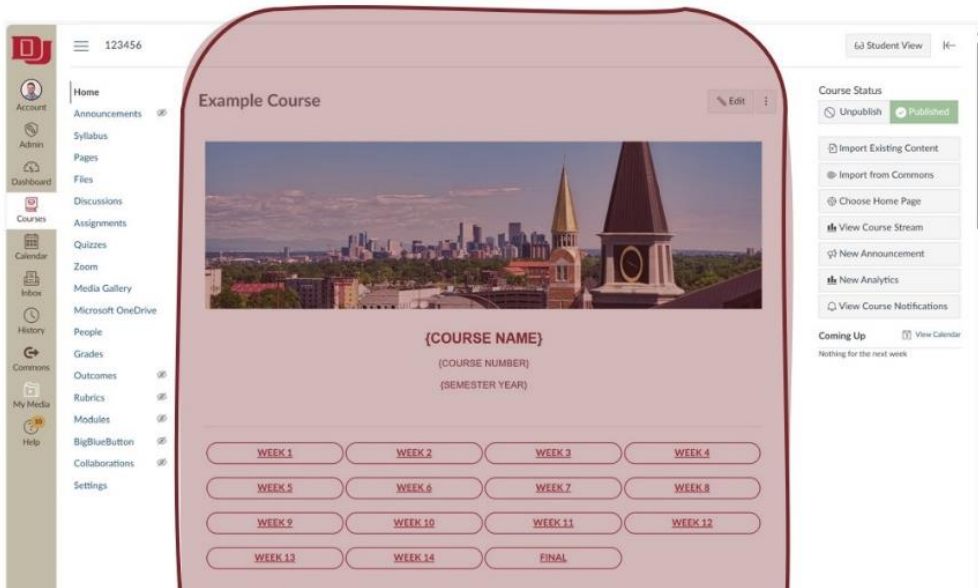 DU
123456
Student View
Account
Admin
Dashboard
Courses
Calendar
Inbox
History
Commons
My Media
10
Help
Home
Announcements
Syllabus
Pages
Files
Discussions
Assignments
Quizzes
Zoom
Media Gallery
Microsoft OneDrive
People
Grades
Outcomes
Rubrics
Modules
BigBlueButton
Collaborations
Settings
Example Course
Edit
{COURSE NAME}
{COURSE NUMBER}
{SEMESTER YEAR}
WEEK 1 WEEK 2 WEEK 3 WEEK 4
WEEK 5 WEEK 6 WEEK 7 WEEK 8
WEEK 9 WEEK 10 WEEK 11 WEEK 12
WEEK 13 WEEK 14 FINAL
Course Status
Unpublish Published
Import Existing Content
Import from Commons
Choose Home Page
View Course Stream
New Announcement
New Analytics
View Course Notifications
Coming Up View Calendar
Nothing for the next week